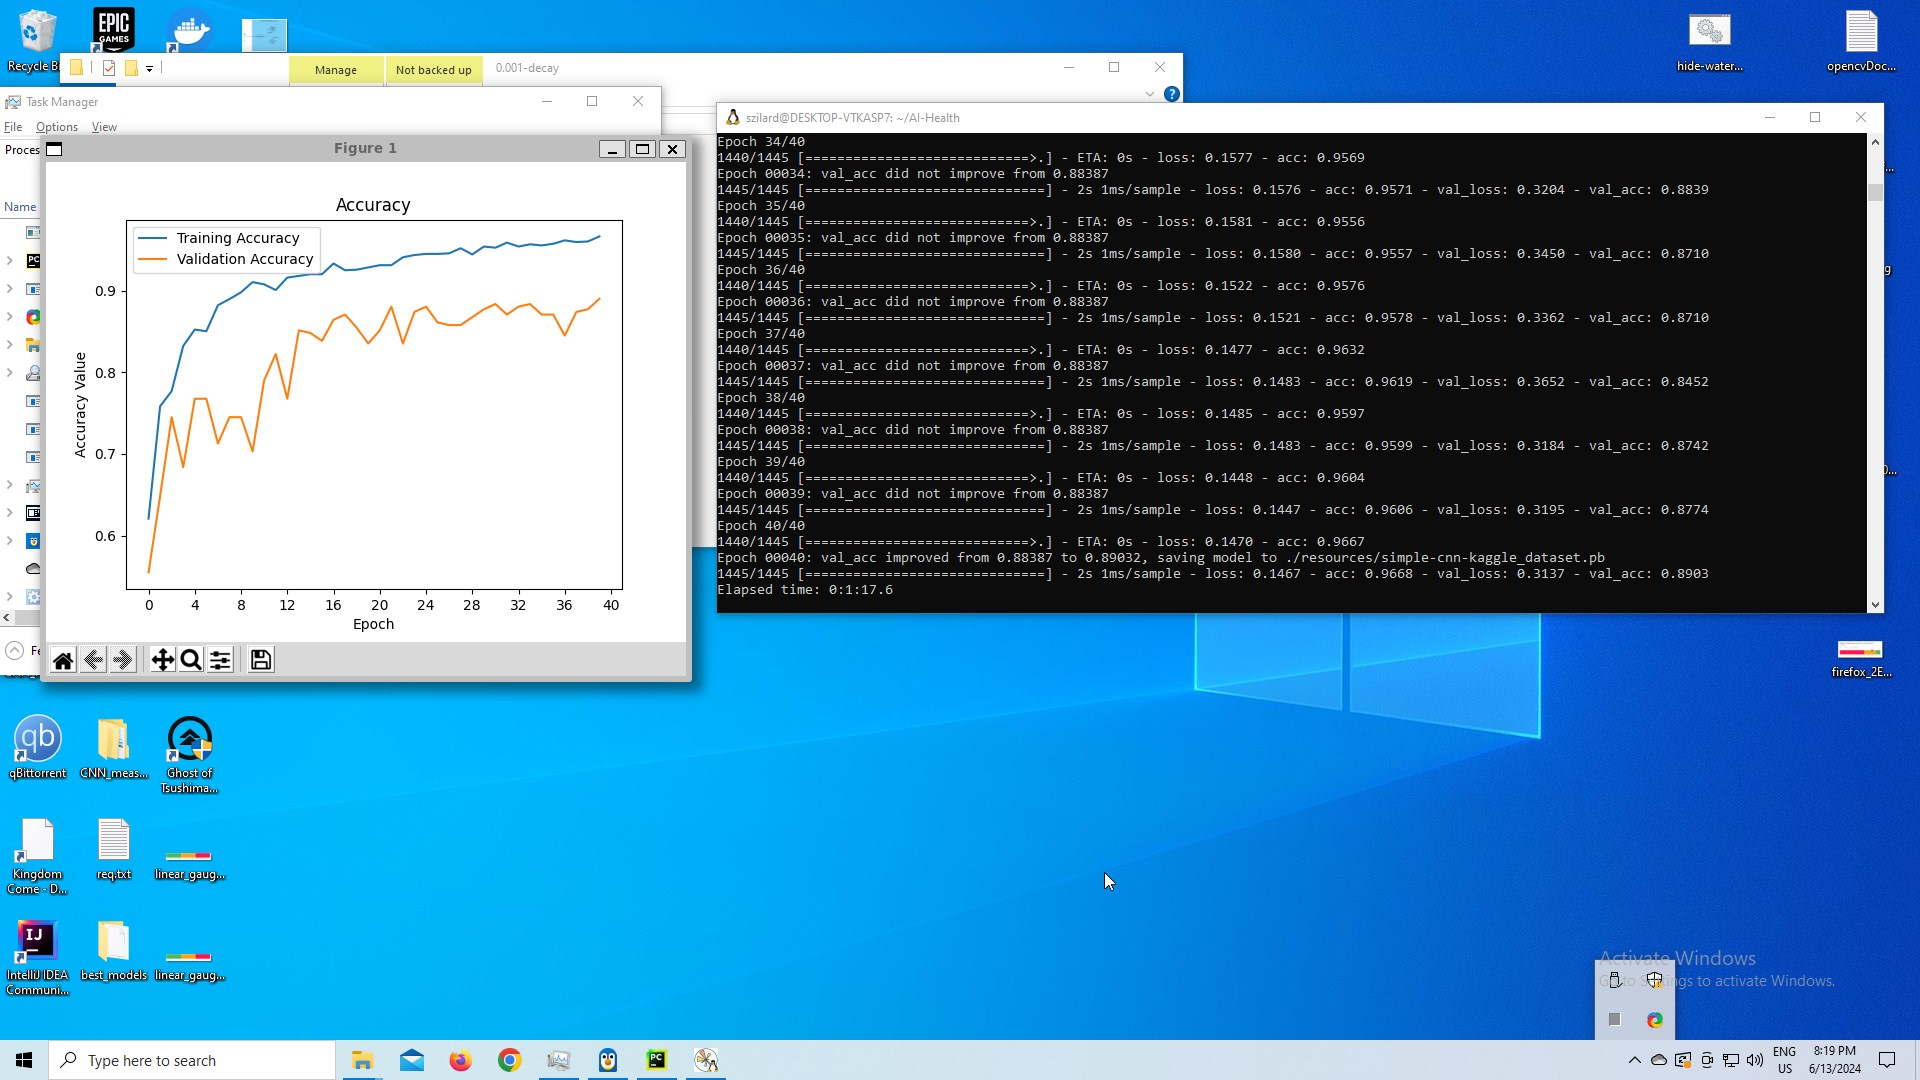 Recycle B
EPIC
GAMES
hide-water...
opencvDoc...
Manage
Not backed up
0.001-decay
Task Manager
File Options View
Proces
Name
Fe
Figure 1
Accuracy
Training Accuracy
Validation Accuracy
0.9
0.8
0.7
0.6
Accuracy Value
0 4 8 12 16 20 24 28 32 36 40
Epoch
szilard@DESKTOP-VTKASP7: ~/AI-Health
Epoch 34/40
1440/1445 [============================>.] - ETA: 0s - loss: 0.1577 - acc: 0.9569
Epoch 00034: val_acc did not improve from 0.88387
1445/1445 [==============================] - 2s 1ms/sample - loss: 0.1576 - acc: 0.9571 - val_loss: 0.3204 - val_acc: 0.8839
Epoch 35/40
1440/1445 [============================>.] - ETA: 0s - loss: 0.1581 - acc: 0.9556
Epoch 00035: val_acc did not improve from 0.88387
1445/1445 [==============================] - 2s 1ms/sample - loss: 0.1580 - acc: 0.9557 - val_loss: 0.3450 - val_acc: 0.8710
Epoch 36/40
1440/1445 [============================>.] - ETA: 0s - loss: 0.1522 - acc: 0.9576
Epoch 00036: val_acc did not improve from 0.88387
1445/1445 [==============================] - 2s 1ms/sample - loss: 0.1521 - acc: 0.9578 - val_loss: 0.3362 - val_acc: 0.8710
Epoch 37/40
1440/1445 [============================>.] - ETA: 0s - loss: 0.1477 - acc: 0.9632
Epoch 00037: val_acc did not improve from 0.88387
1445/1445 [==============================] - 2s 1ms/sample - loss: 0.1483 - acc: 0.9619 - val_loss: 0.3652 - val_acc: 0.8452
Epoch 38/40
1440/1445 [============================>.] - ETA: 0s - loss: 0.1485 - acc: 0.9597
Epoch 00038: val_acc did not improve from 0.88387
1445/1445 [==============================] - 2s 1ms/sample - loss: 0.1483 - acc: 0.9599 - val_loss: 0.3184 - val_acc: 0.8742
Epoch 39/40
1440/1445 [============================>.] - ETA: 0s - loss: 0.1448 - acc: 0.9604
Epoch 00039: val_acc did not improve from 0.88387
1445/1445 [==============================] - 2s 1ms/sample - loss: 0.1447 - acc: 0.9606 - val_loss: 0.3195 - val_acc: 0.8774
Epoch 40/40
1440/1445 [============================>.] - ETA: 0s - loss: 0.1470 - acc: 0.9667
Epoch 00040: val_acc improved from 0.88387 to 0.89032, saving model to ./resources/simple-cnn-kaggle_dataset.pb
1445/1445 [==============================] - 2s 1ms/sample - loss: 0.1467 - acc: 0.9668 - val_loss: 0.3137 - val_acc: 0.8903
Elapsed time: 0:1:17.6
firefox_2E...
qb
qBittorrent
CNN_meas...
Ghost of
Tsushima...
Kingdom
Come - D...
req.txt
linear_gaug...
IJ
IntelliJ IDEA
Communi...
best_models
linear_gaug...
Activate Windows
Go to Settings to activate Windows.
Type here to search
PC
ENG
US
8:19 PM
6/13/2024